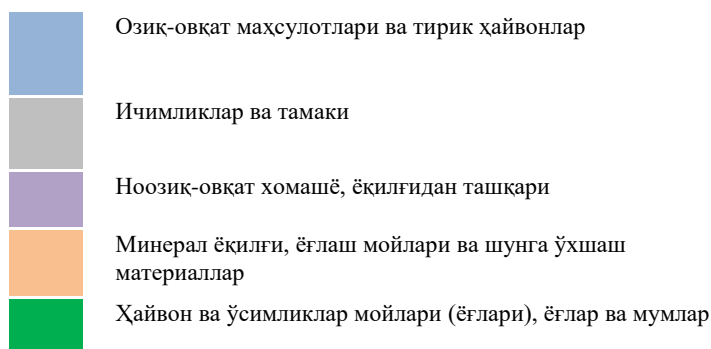 Озиқ-овқат маҳсулотлари ва тирик ҳайвонлар
Ичимликлар ва тамаки
Ноозиқ-овқат хомашё, ёқилғидан ташқари
Минерал ёқилғи, ёғлаш мойлари ва шунга ўхшаш
материаллар
Ҳайвон ва ўсимликлар мойлари (ёғлари), ёғлар ва мумлар